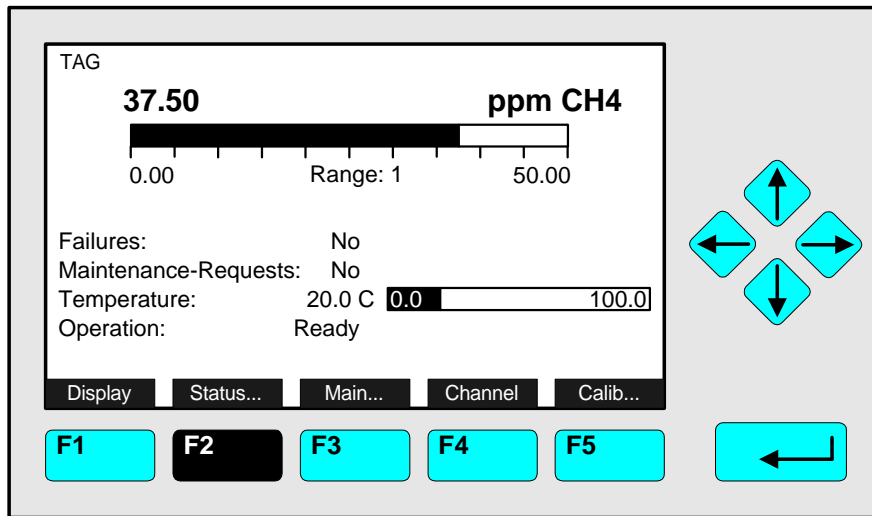 TAG
37.50 ppm CH4
0.00 Range: 1 50.00
Failures: No
Maintenance-Requests: No
Temperature: 20.0 C 0.0 100.0
Operation: Ready
Display Status... Main... Channel Calib...
F1 F2 F3 F4 F5